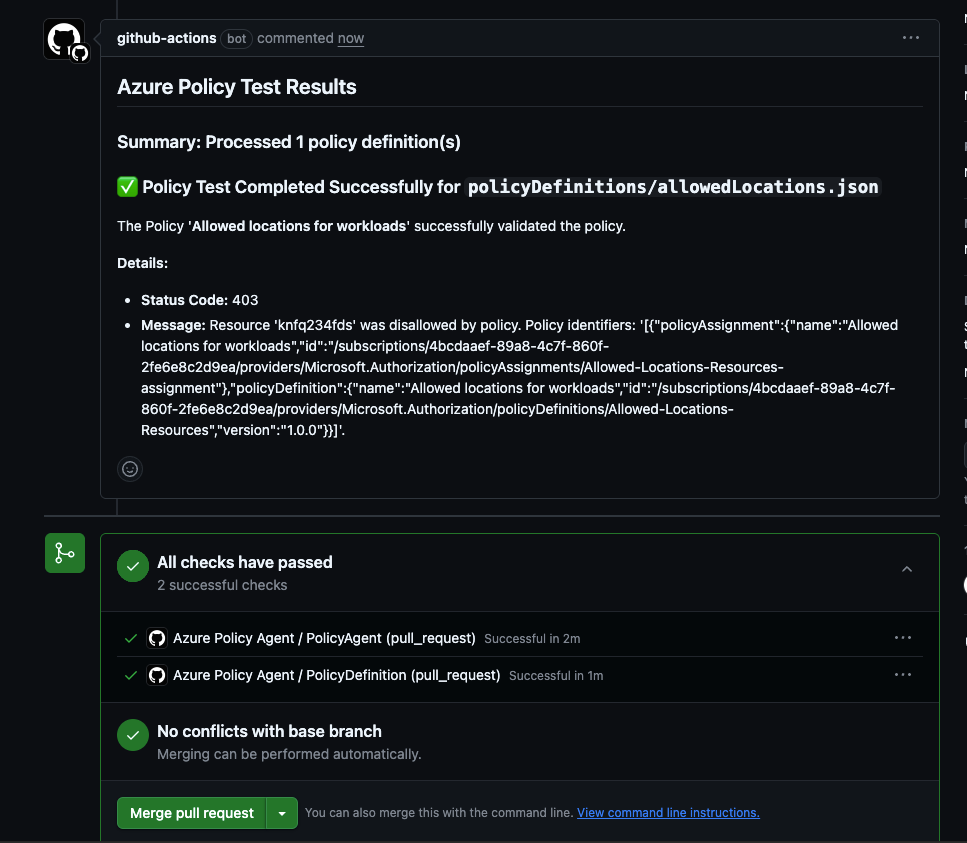 github-actions bot commented now
Azure Policy Test Results
Summary: Processed 1 policy definition(s)
✅ Policy Test Completed Successfully for policyDefinitions/allowedLocations.json
The Policy 'Allowed locations for workloads' successfully validated the policy.
Details:
• Status Code: 403
• Message: Resource 'knfq234fds' was disallowed by policy. Policy identifiers: '[{"policyAssignment":{"name":"Allowed
locations for workloads","id":"/subscriptions/4bcdaaef-89a8-4c7f-860f-
2fe6e8c2d9ea/providers/Microsoft.Authorization/policyAssignments/Allowed-Locations-Resources-
assignment"},"policyDefinition":{"name":"Allowed locations for workloads","id":"/subscriptions/4bcdaaef-89a8-4c7f-
860f-2fe6e8c2d9ea/providers/Microsoft.Authorization/policyDefinitions/Allowed-Locations-
Resources","version":"1.0.0"}}]'.
All checks have passed
2 successful checks
Azure Policy Agent / PolicyAgent (pull_request) Successful in 2m
Azure Policy Agent / PolicyDefinition (pull_request) Successful in 1m
No conflicts with base branch
Merging can be performed automatically.
Merge pull request You can also merge this with the command line. View command line instructions.